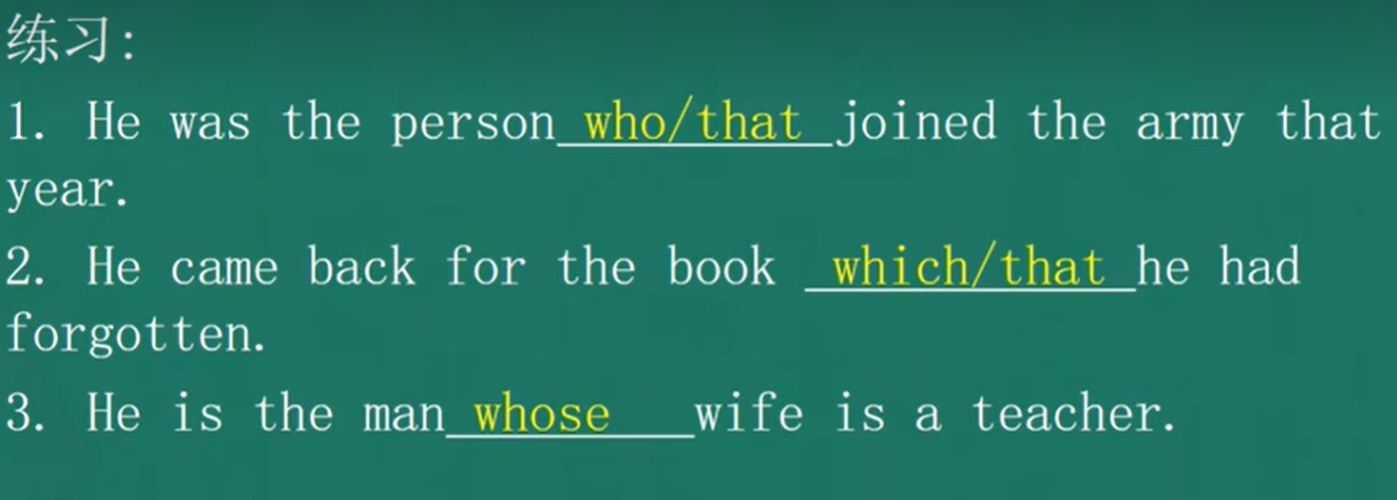 练习:
1. He was the person who/that joined the army that
year.
2. He came back for the book which/that he had
forgotten.
3. He is the man whose wife is a teacher.